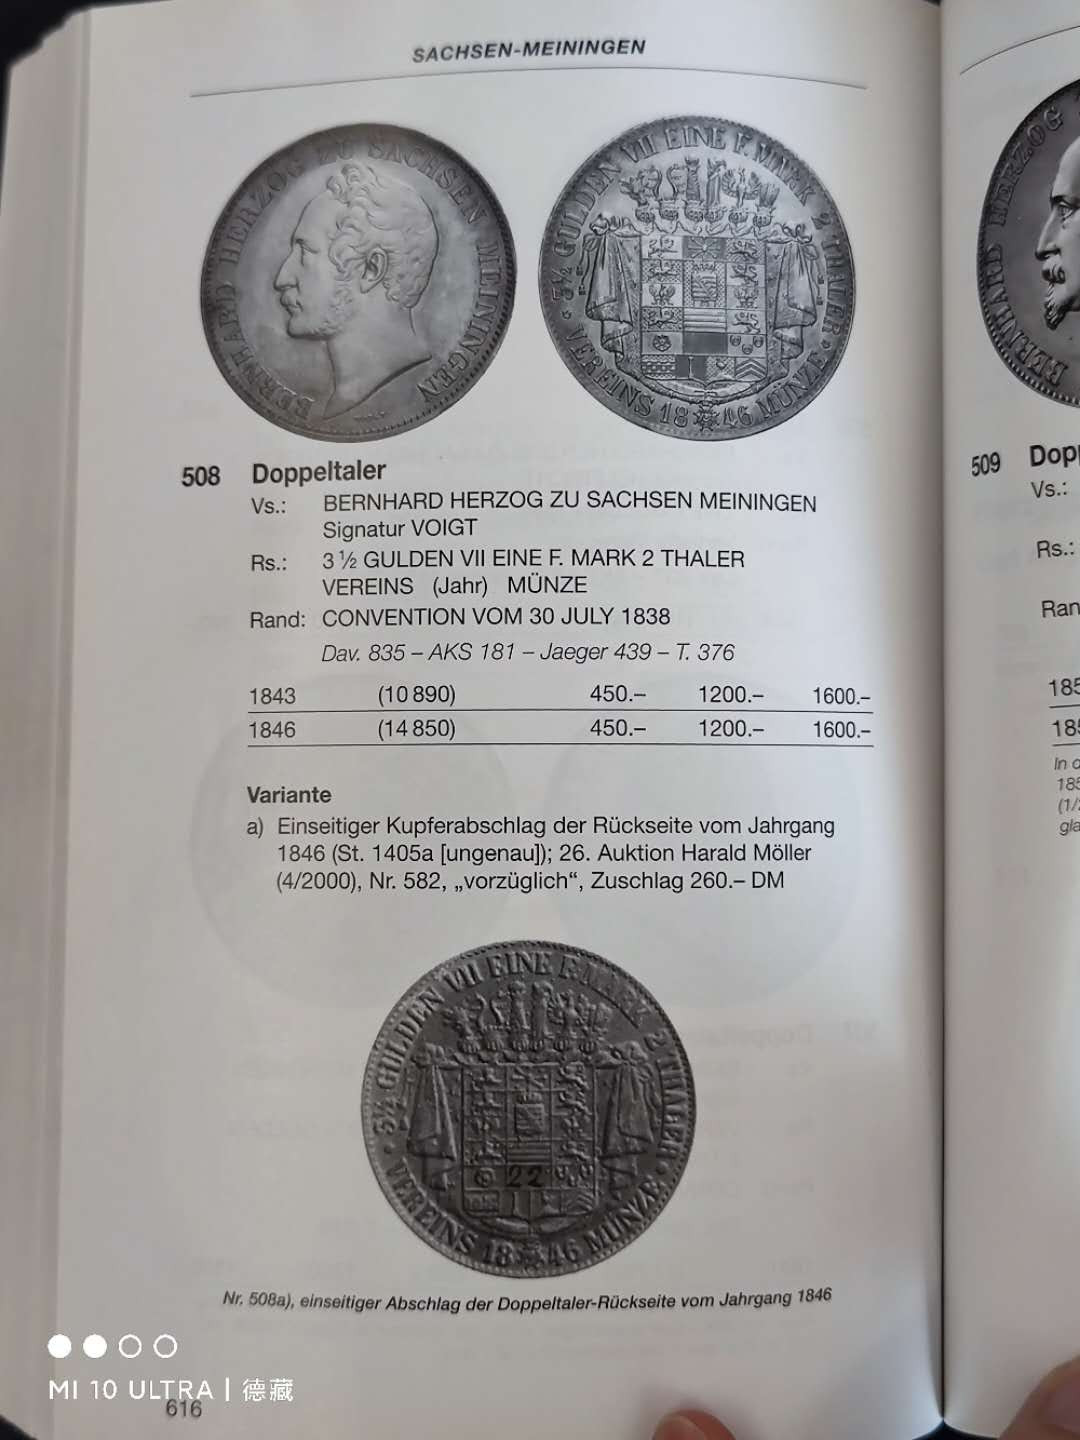 SACHSEN-MEININGEN
BERNHARD HERZOG ZU SACHSEN MEININGEN
3½ GULDEN VII EINE F. MARK 2 THALER
VEREINS 1846 MÜNZE
BERNHARD HERZOG
508 Doppeltaler
Vs.: BERNHARD HERZOG ZU SACHSEN MEININGEN
Signatur VOIGT
Rs.: 3 ½ GULDEN VII EINE F. MARK 2 THALER
VEREINS (Jahr) MÜNZE
Rand: CONVENTION VOM 30 JULY 1838
Dav. 835 – AKS 181 – Jaeger 439 – T. 376
1843 (10 890) 450.– 1200.– 1600.–
1846 (14 850) 450.– 1200.– 1600.–
Variante
a) Einseitiger Kupferabschlag der Rückseite vom Jahrgang
1846 (St. 1405a [ungenau]); 26. Auktion Harald Möller
(4/2000), Nr. 582, „vorzüglich“, Zuschlag 260.– DM
3½ GULDEN VII EINE F. MARK 2 THALER
22
VEREINS 1846 MÜNZE
Nr. 508a), einseitiger Abschlag der Doppeltaler-Rückseite vom Jahrgang 1846
MI 10 ULTRA | 德藏
616
509
Vs.:
Rs.: